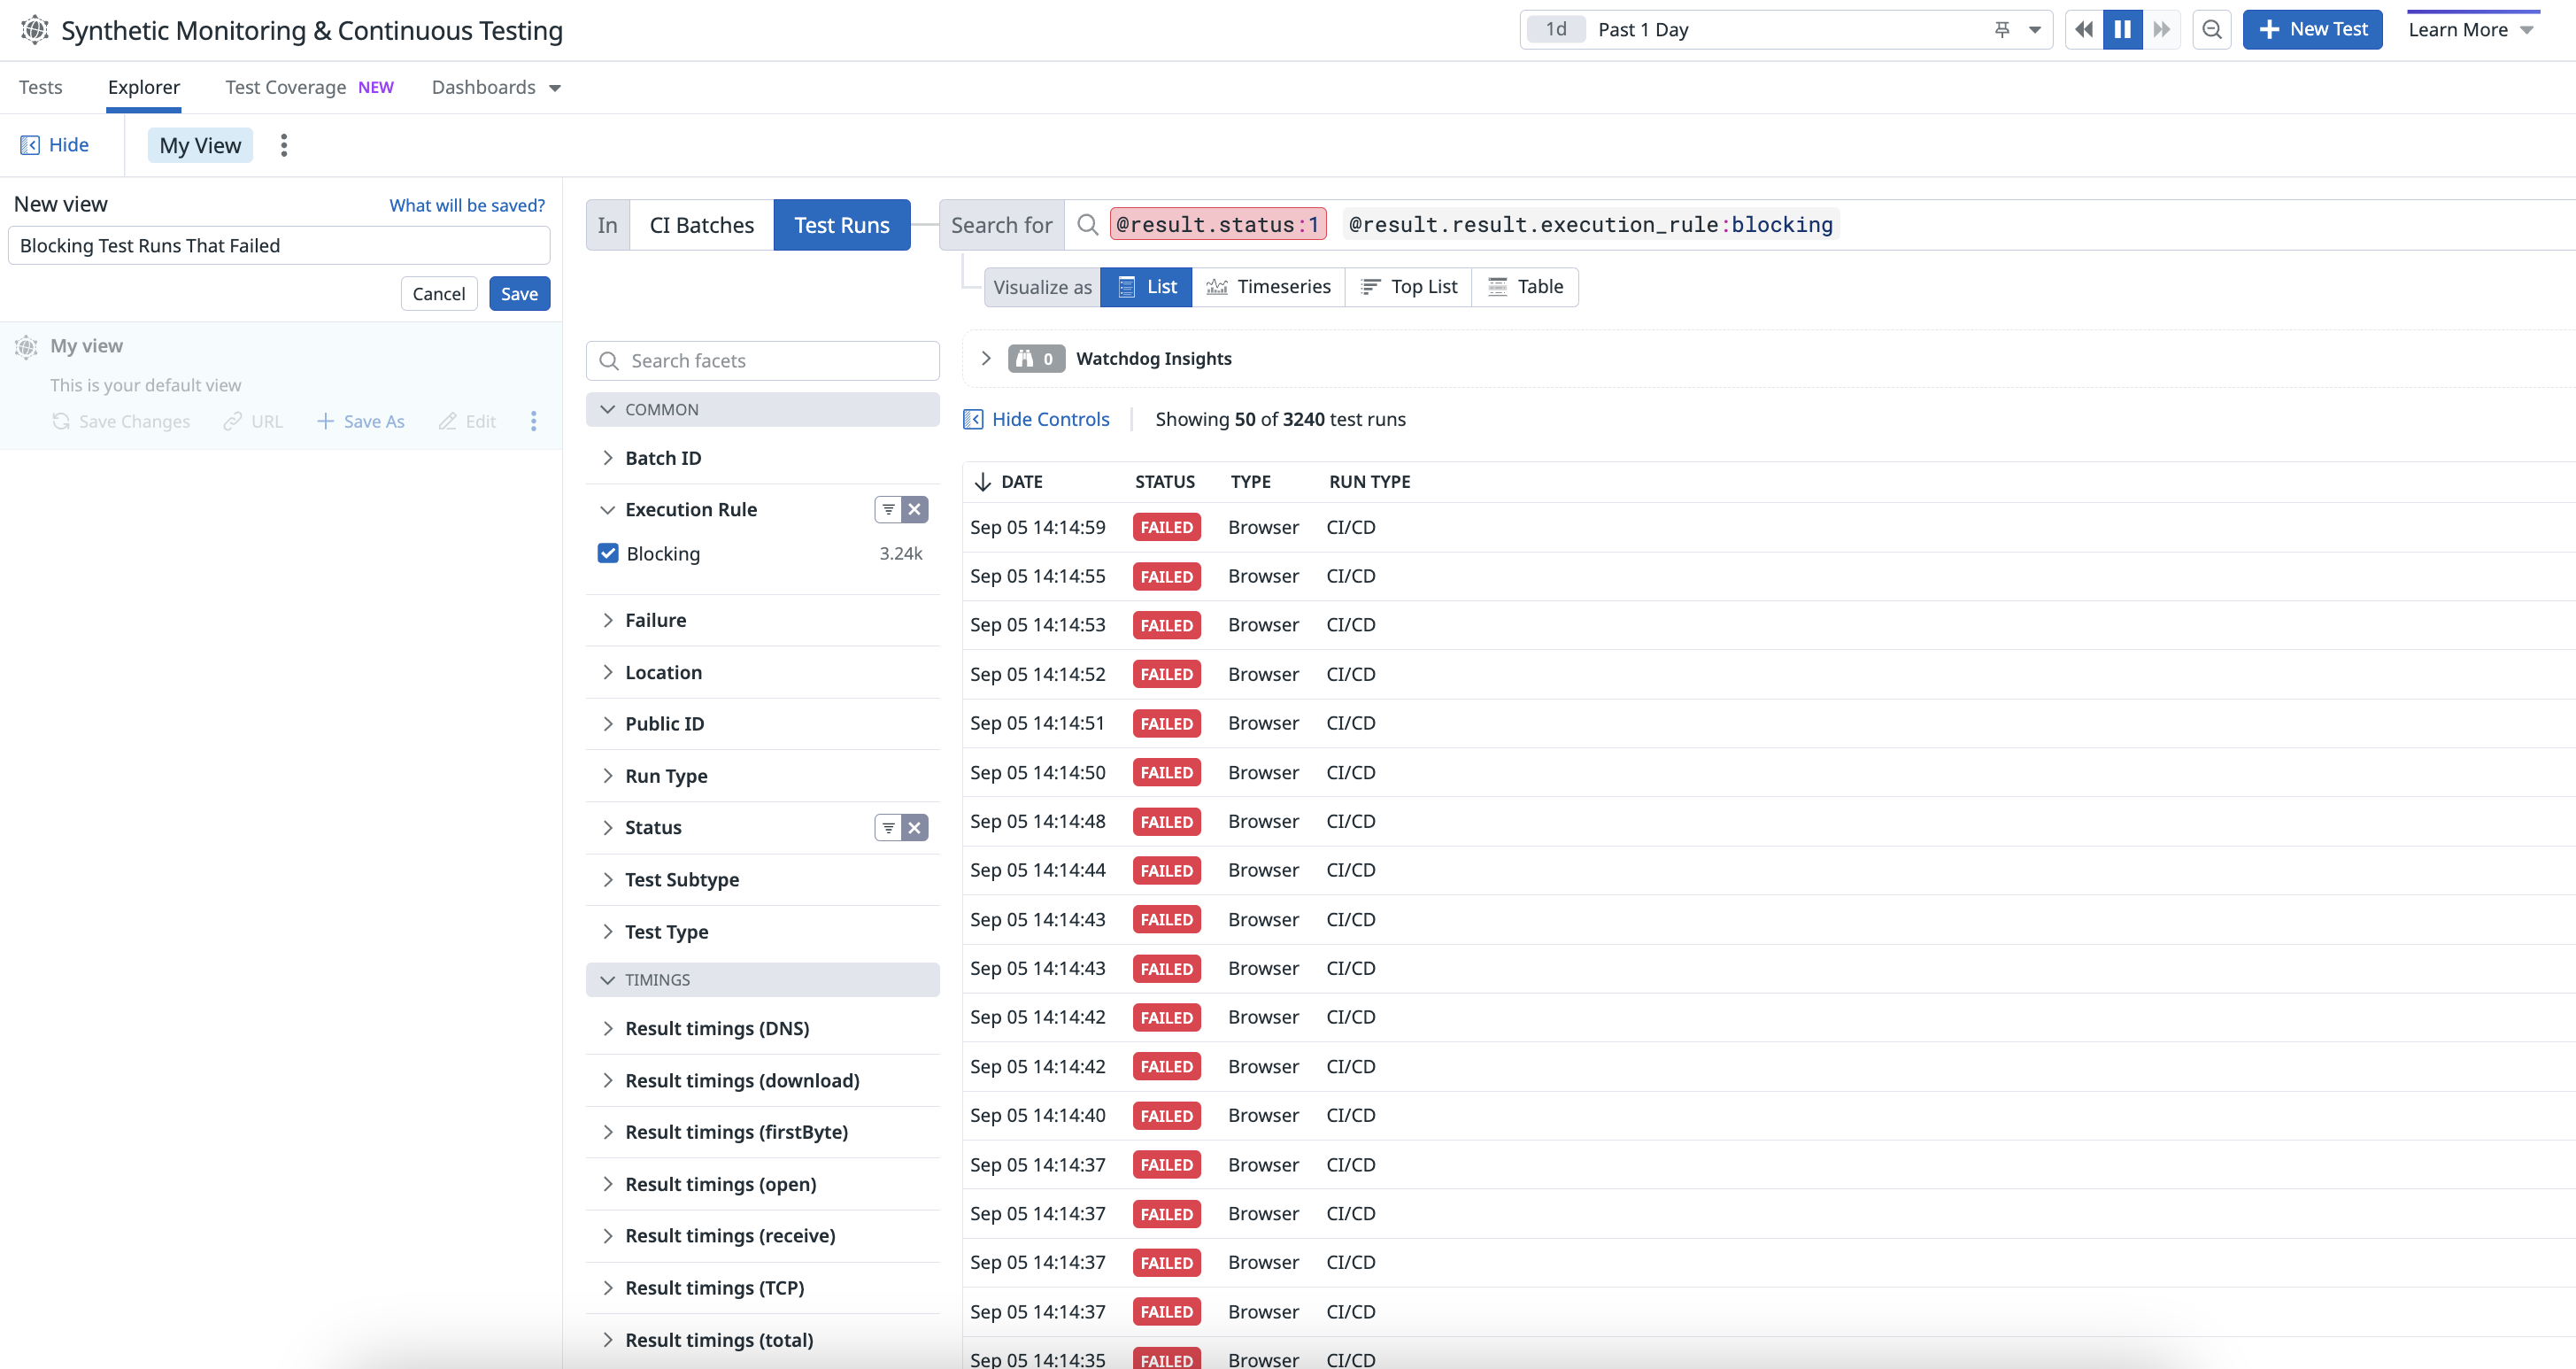 Synthetic Monitoring & Continuous Testing
1d Past 1 Day
New Test
Learn More
Tests Explorer Test Coverage NEW Dashboards
Hide
My View
New view
What will be saved?
Blocking Test Runs That Failed
Cancel
Save
My view
This is your default view
Save Changes URL Save As Edit
In CI Batches Test Runs Search for @result.status:1 @result.result.execution_rule:blocking
Visualize as List Timeseries Top List Table
Search facets
COMMON
Batch ID
Execution Rule
Blocking 3.24k
Failure
Location
Public ID
Run Type
Status
Test Subtype
Test Type
TIMINGS
Result timings (DNS)
Result timings (download)
Result timings (firstByte)
Result timings (open)
Result timings (receive)
Result timings (TCP)
Result timings (total)
0 Watchdog Insights
Hide Controls Showing 50 of 3240 test runs
DATE STATUS TYPE RUN TYPE
Sep 05 14:14:59 FAILED Browser CI/CD
Sep 05 14:14:55 FAILED Browser CI/CD
Sep 05 14:14:53 FAILED Browser CI/CD
Sep 05 14:14:52 FAILED Browser CI/CD
Sep 05 14:14:51 FAILED Browser CI/CD
Sep 05 14:14:50 FAILED Browser CI/CD
Sep 05 14:14:48 FAILED Browser CI/CD
Sep 05 14:14:44 FAILED Browser CI/CD
Sep 05 14:14:43 FAILED Browser CI/CD
Sep 05 14:14:43 FAILED Browser CI/CD
Sep 05 14:14:42 FAILED Browser CI/CD
Sep 05 14:14:42 FAILED Browser CI/CD
Sep 05 14:14:40 FAILED Browser CI/CD
Sep 05 14:14:37 FAILED Browser CI/CD
Sep 05 14:14:37 FAILED Browser CI/CD
Sep 05 14:14:37 FAILED Browser CI/CD
Sep 05 14:14:37 FAILED Browser CI/CD
Sep 05 14:14:35 FAILED Browser CI/CD